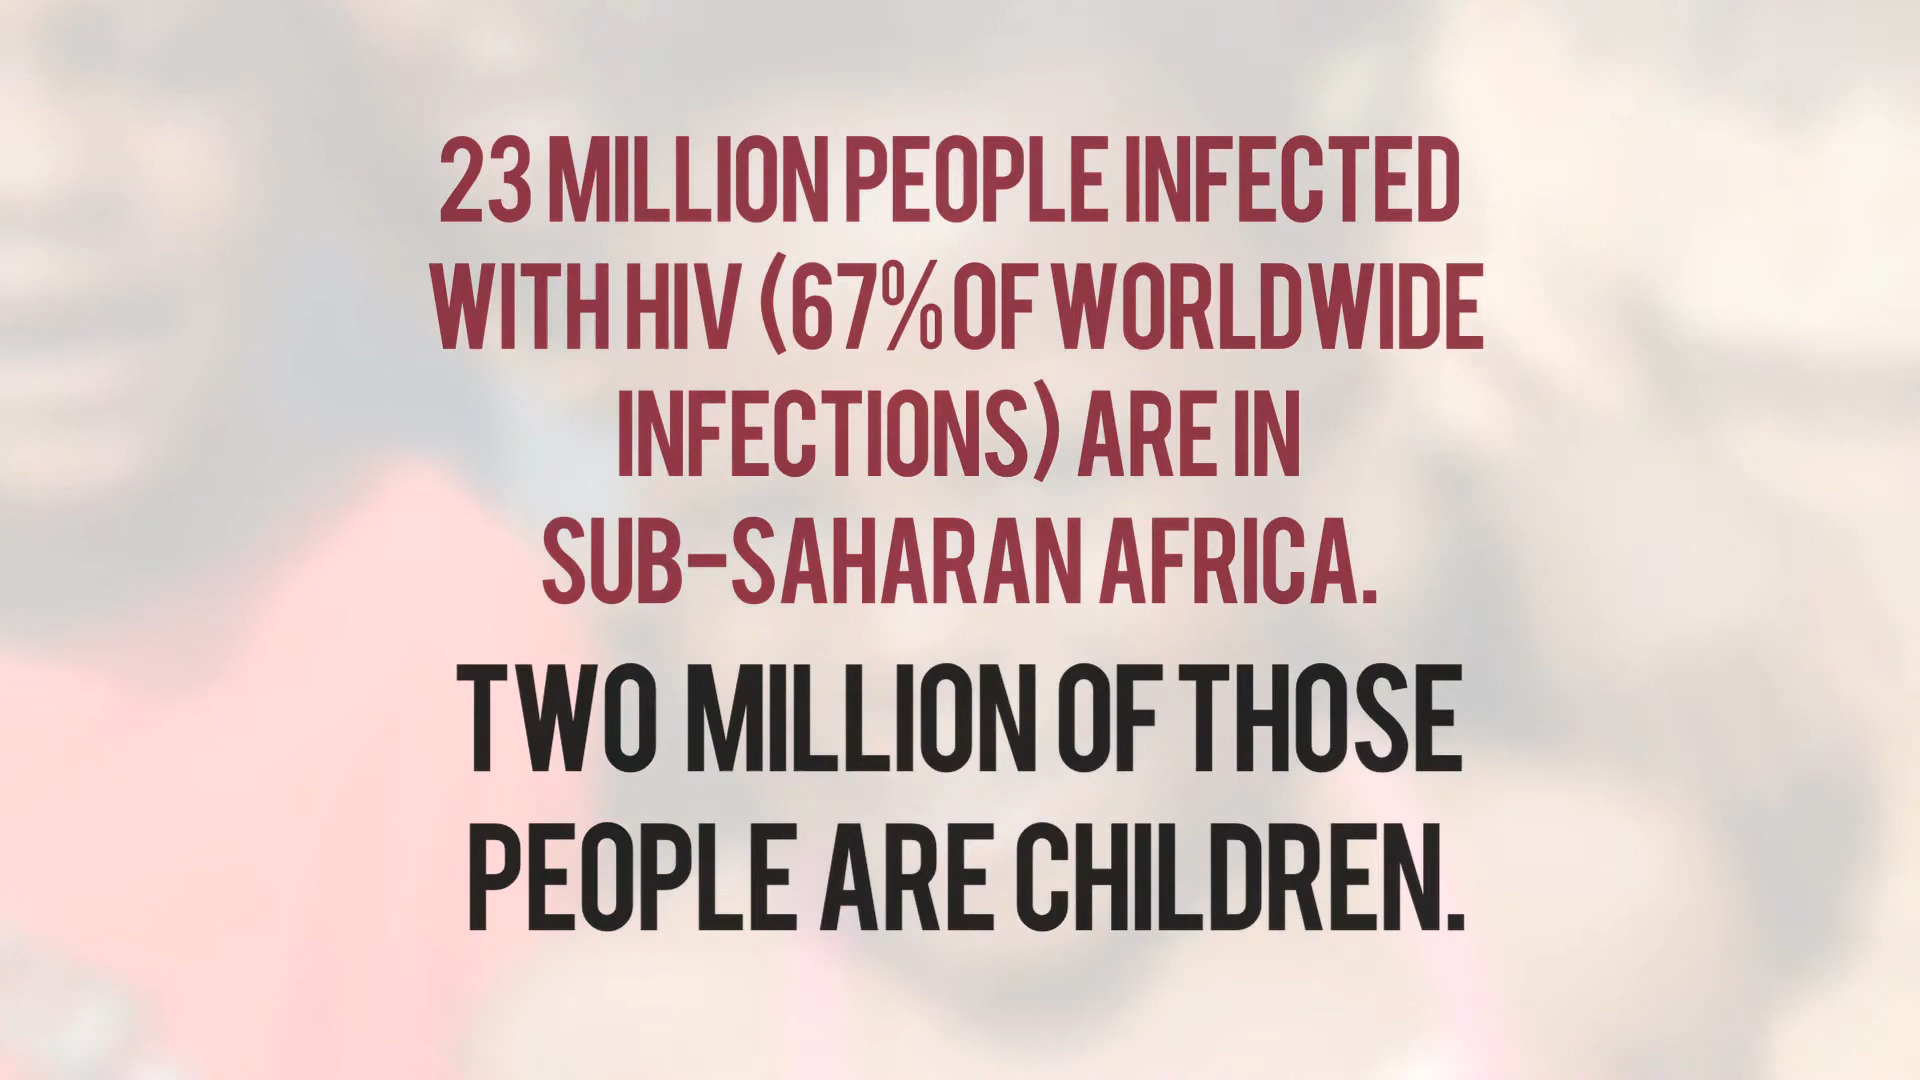 23 MILLION PEOPLE INFECTED
WITH HIV (67% OF WORLDWIDE
INFECTIONS) ARE IN
SUB-SAHARAN AFRICA.
TWO MILLION OF THOSE
PEOPLE ARE CHILDREN.